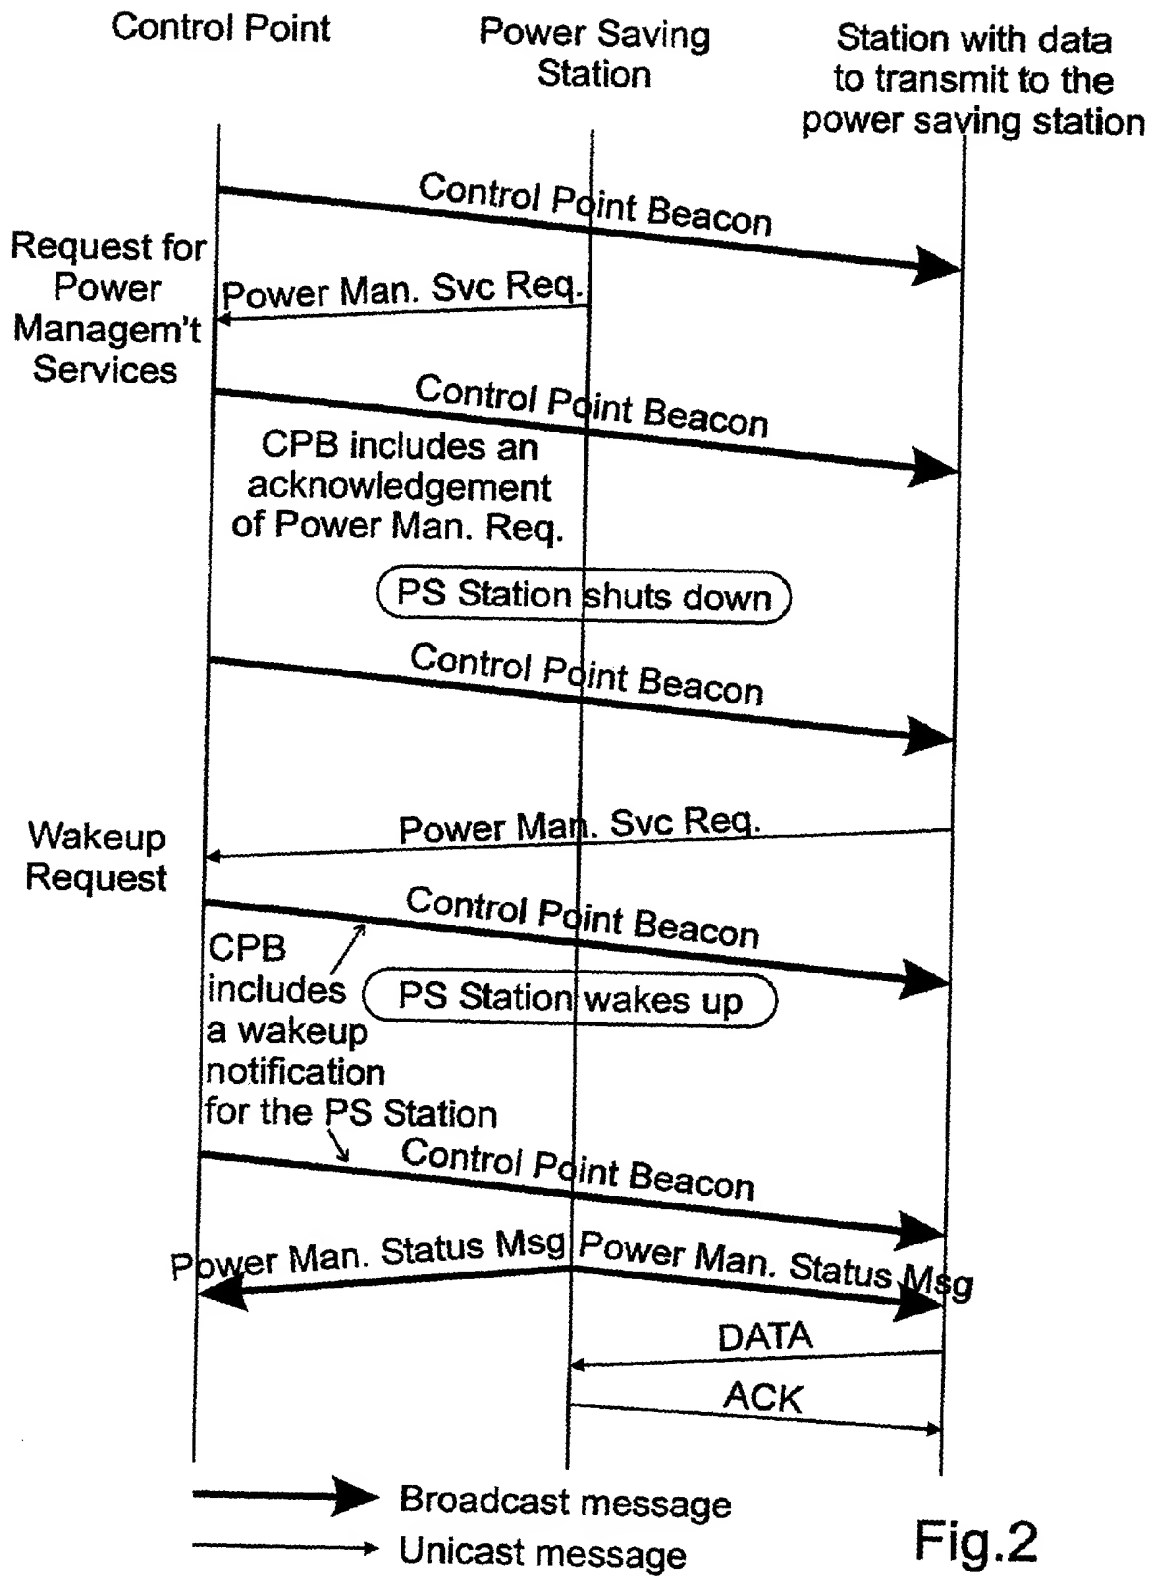 Control Point
Power Saving
Station
Station with data
to transmit to the
power saving station
Control Point Beacon
Request for
Power
Managem't
Services
Power Man. Svc Req.
Control Point Beacon
CPB includes an
acknowledgement
of Power Man. Req.
PS Station shuts down
Control Point Beacon
Wakeup
Request
Power Man. Svc Req.
Control Point Beacon
CPB
includes
a wakeup
notification
for the PS Station
PS Station wakes up
Control Point Beacon
Power Man. Status Msg
Power Man. Status Msg
DATA
ACK
Broadcast message
Unicast message
Fig.2